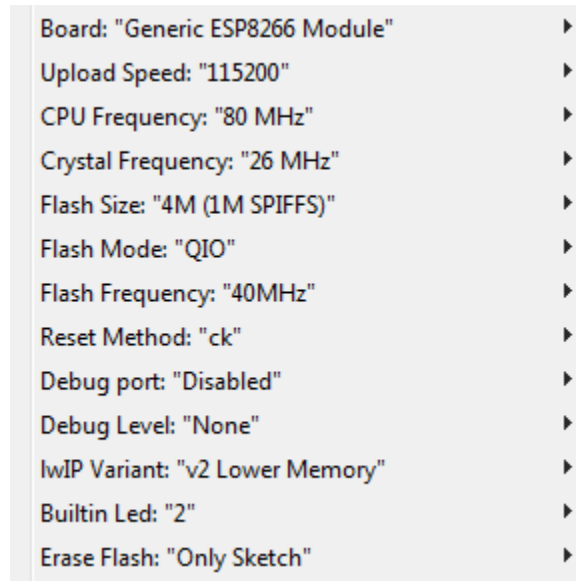 Board: "Generic ESP8266 Module"
Upload Speed: "115200"
CPU Frequency: "80 MHz"
Crystal Frequency: "26 MHz"
Flash Size: "4M (1M SPIFFS)"
Flash Mode: "QIO"
Flash Frequency: "40MHz"
Reset Method: "ck"
Debug port: "Disabled"
Debug Level: "None"
lwIP Variant: "v2 Lower Memory"
Builtin Led: "2"
Erase Flash: "Only Sketch"